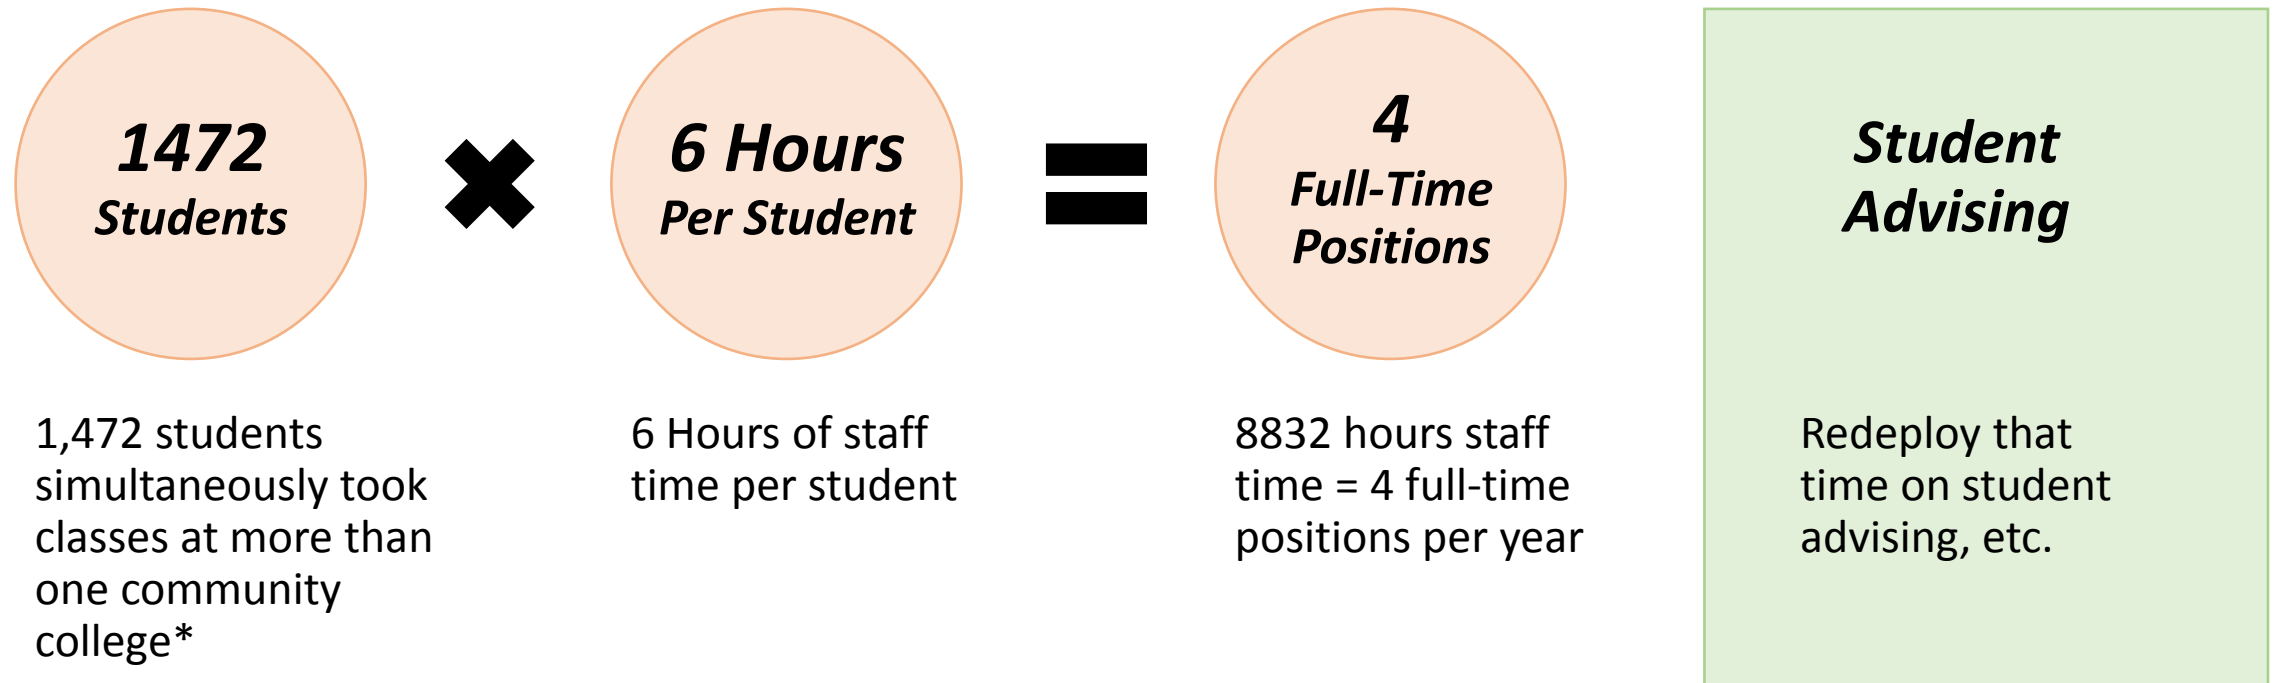 1472
Students
6 Hours
Per Student
4
Full-Time
Positions
Student
Advising
1,472 students
simultaneously took
classes at more than
one community
college*
6 Hours of staff
time per student
8832 hours staff
time = 4 full-time
positions per year
Redeploy that
time on student
advising, etc.